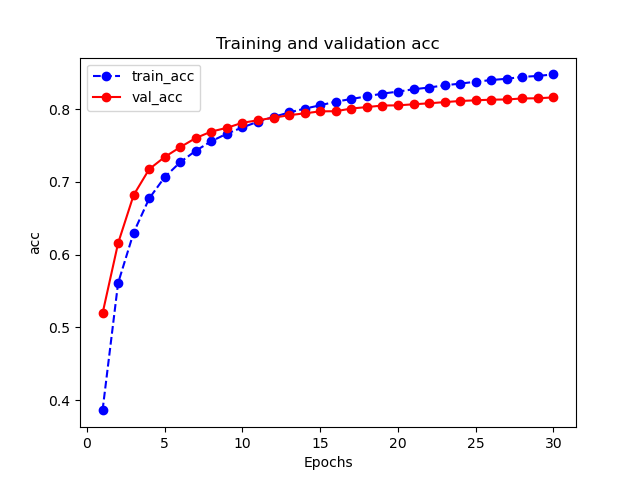 Training and validation acc
train_acc
val_acc
acc
0.8
0.7
0.6
0.5
0.4
0 5 10 15 20 25 30
Epochs